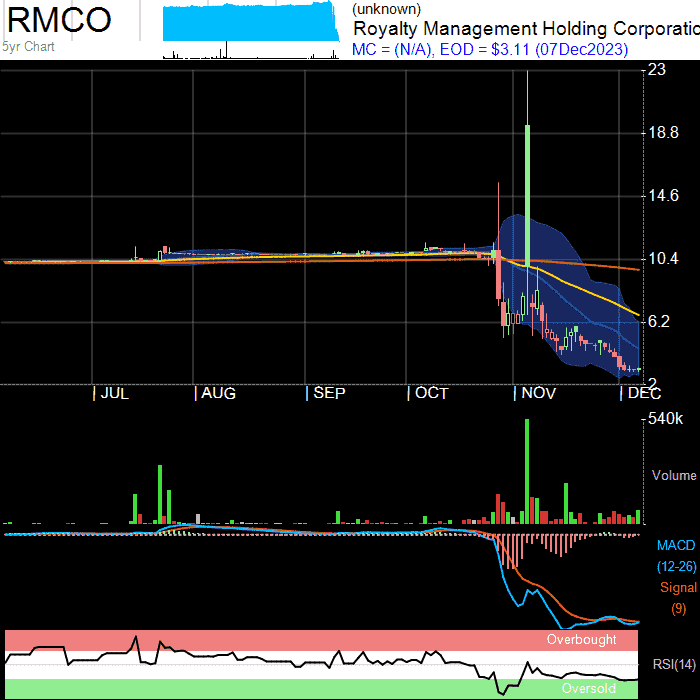 RMCO
5yr Chart
(unknown)
Royalty Management Holding Corporatio
MC = (N/A), EOD = $3.11 (07Dec2023)
23
18.8
14.6
10.4
6.2
2
JUL AUG SEP OCT NOV DEC
540k
Volume
MACD
(12-26)
Signal
(9)
Overbought
RSI(14)
Oversold